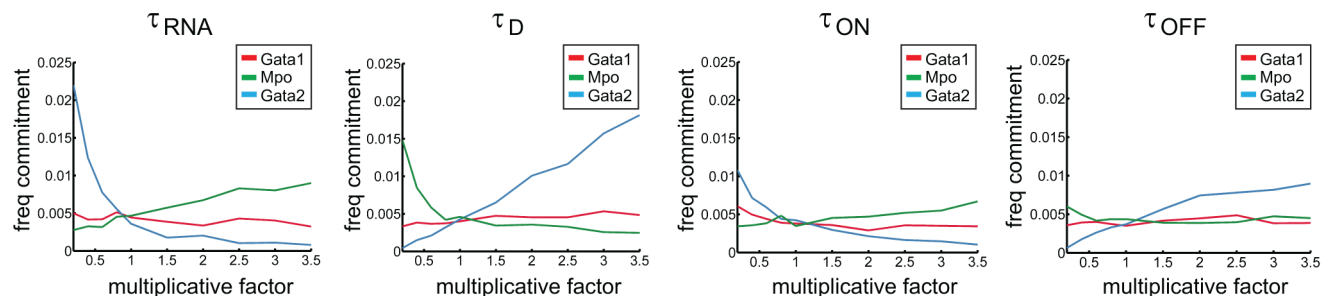 τRNA
freq commitment
0.025
0.02
0.015
0.01
0.005
0
Gata1
Mpo
Gata2
0.5 1 1.5 2 2.5 3 3.5
multiplicative factor
τD
freq commitment
0.025
0.02
0.015
0.01
0.005
0
Gata1
Mpo
Gata2
0.5 1 1.5 2 2.5 3 3.5
multiplicative factor
τON
freq commitment
0.025
0.02
0.015
0.01
0.005
0
Gata1
Mpo
Gata2
0.5 1 1.5 2 2.5 3 3.5
multiplicative factor
τOFF
freq commitment
0.025
0.02
0.015
0.01
0.005
0
Gata1
Mpo
Gata2
0.5 1 1.5 2 2.5 3 3.5
multiplicative factor